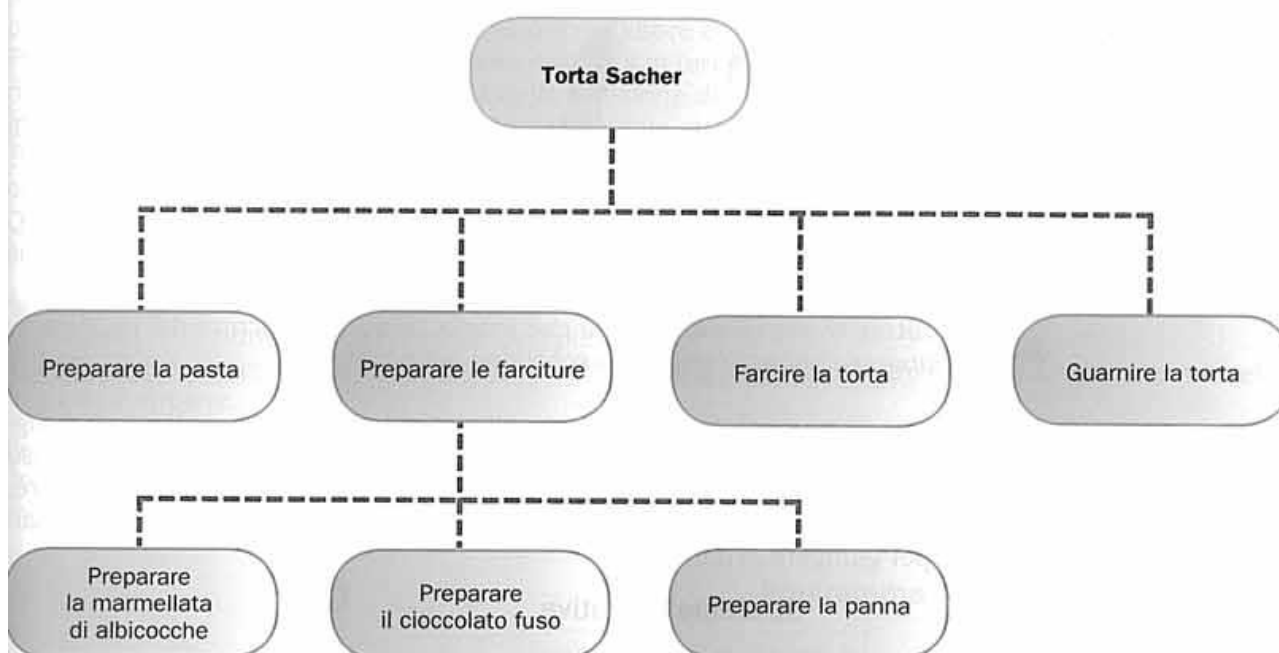 Torta Sacher
Preparare la pasta
Preparare le farciture
Farcire la torta
Guarnire la torta
Preparare
la marmellata
di albicocche
Preparare
il cioccolato fuso
Preparare la panna